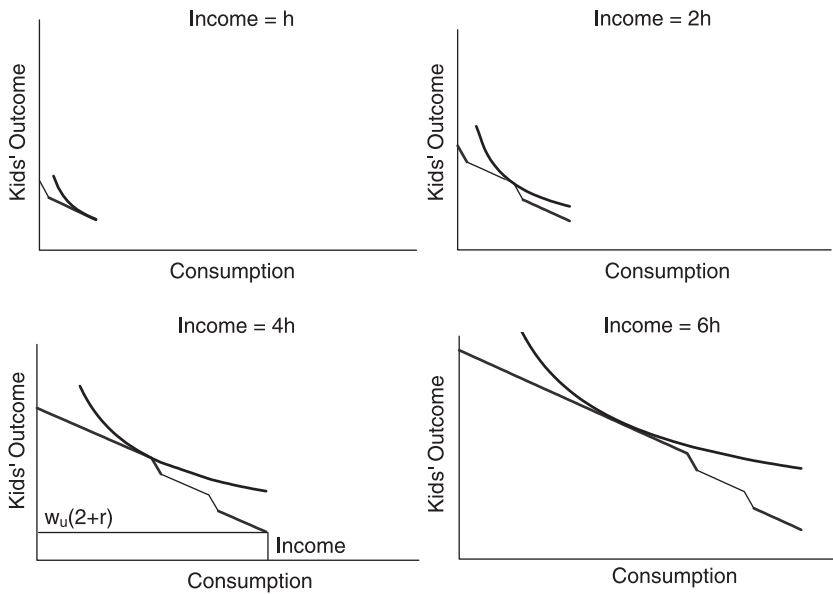 Income = h
Kids' Outcome
Consumption
Income = 2h
Kids' Outcome
Consumption
Income = 4h
Kids' Outcome
wu(2+r)
Income
Consumption
Income = 6h
Kids' Outcome
Consumption